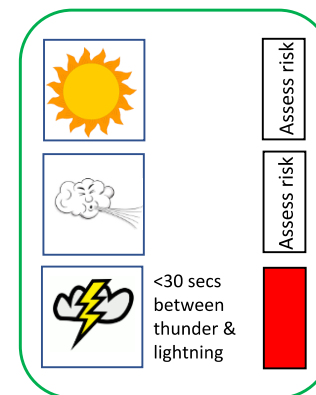 Assess risk
Assess risk
<30 secs
between
thunder &
lightning